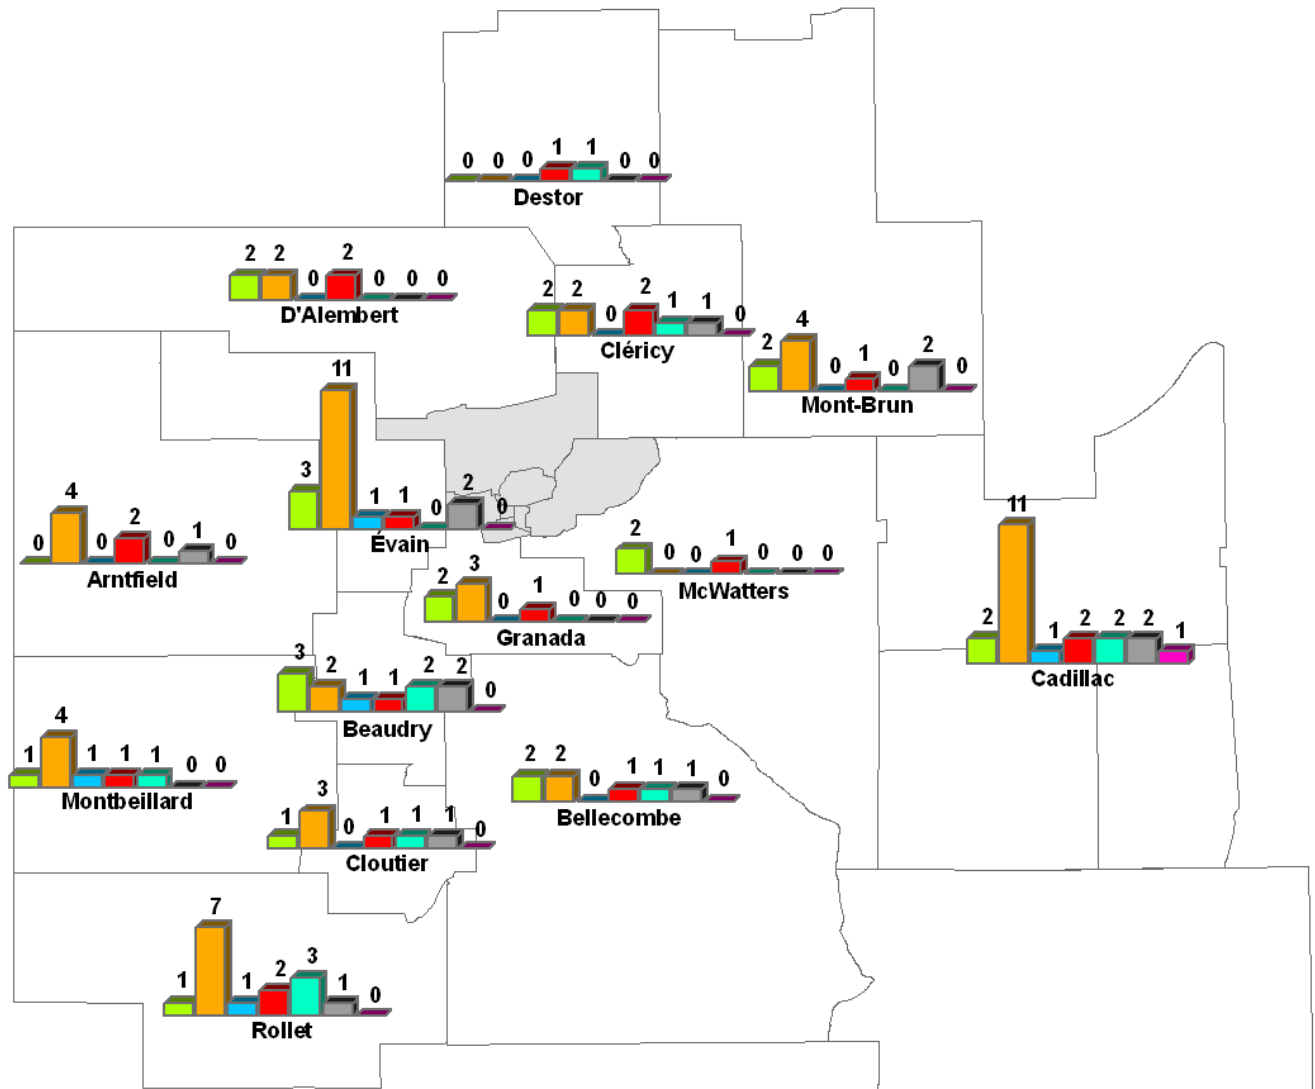 0 0 0 1 1 0 0
Destor
2 2 0 2 0 0 0
D'Alembert
2 2 0 2 1 1 0
Cléricy
2 4 0 1 0 2 0
Mont-Brun
3 11 1 1 0 2 0
Évain
0 4 0 2 0 1 0
Arntfield
2 0 0 1 0 0 0
McWatters
2 3 0 1 0 0 0
Granada
2 11 1 2 2 2 1
Cadillac
3 2 1 1 2 2 0
Beaudry
1 4 1 1 1 0 0
Montbeillard
2 2 0 1 1 1 0
Bellecombe
1 3 0 1 1 1 0
Cloutier
1 7 1 2 3 1 0
Rollet